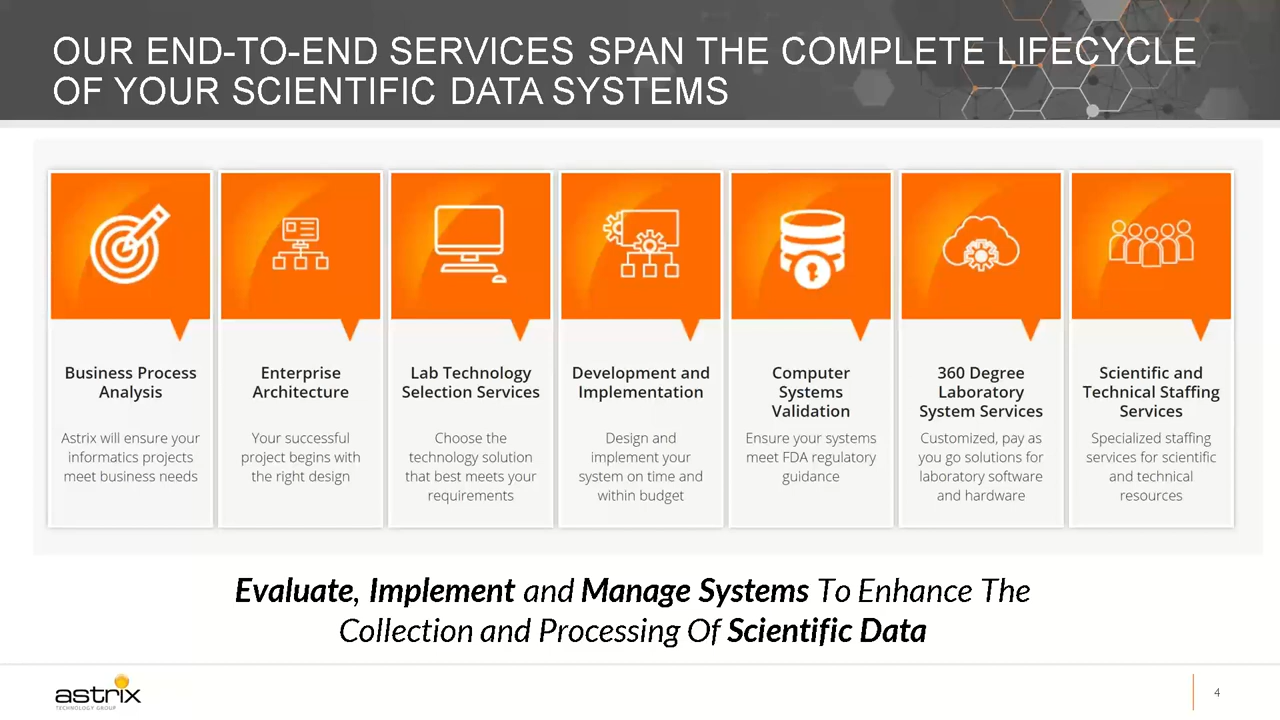 OUR END-TO-END SERVICES SPAN THE COMPLETE LIFECYCLE
OF YOUR SCIENTIFIC DATA SYSTEMS
Business Process
Analysis
Astrix will ensure your
informatics projects
meet business needs
Enterprise
Architecture
Your successful
project begins with
the right design
Lab Technology
Selection Services
Choose the
technology solution
that best meets your
requirements
Development and
Implementation
Design and
implement your
system on time and
within budget
Computer
Systems
Validation
Ensure your systems
meet FDA regulatory
guidance
360 Degree
Laboratory
System Services
Customized, pay as
you go solutions for
laboratory software
and hardware
Scientific and
Technical Staffing
Services
Specialized staffing
services for scientific
and technical
resources
Evaluate, Implement and Manage Systems To Enhance The
Collection and Processing Of Scientific Data
astrix
TECHNOLOGY GROUP
4